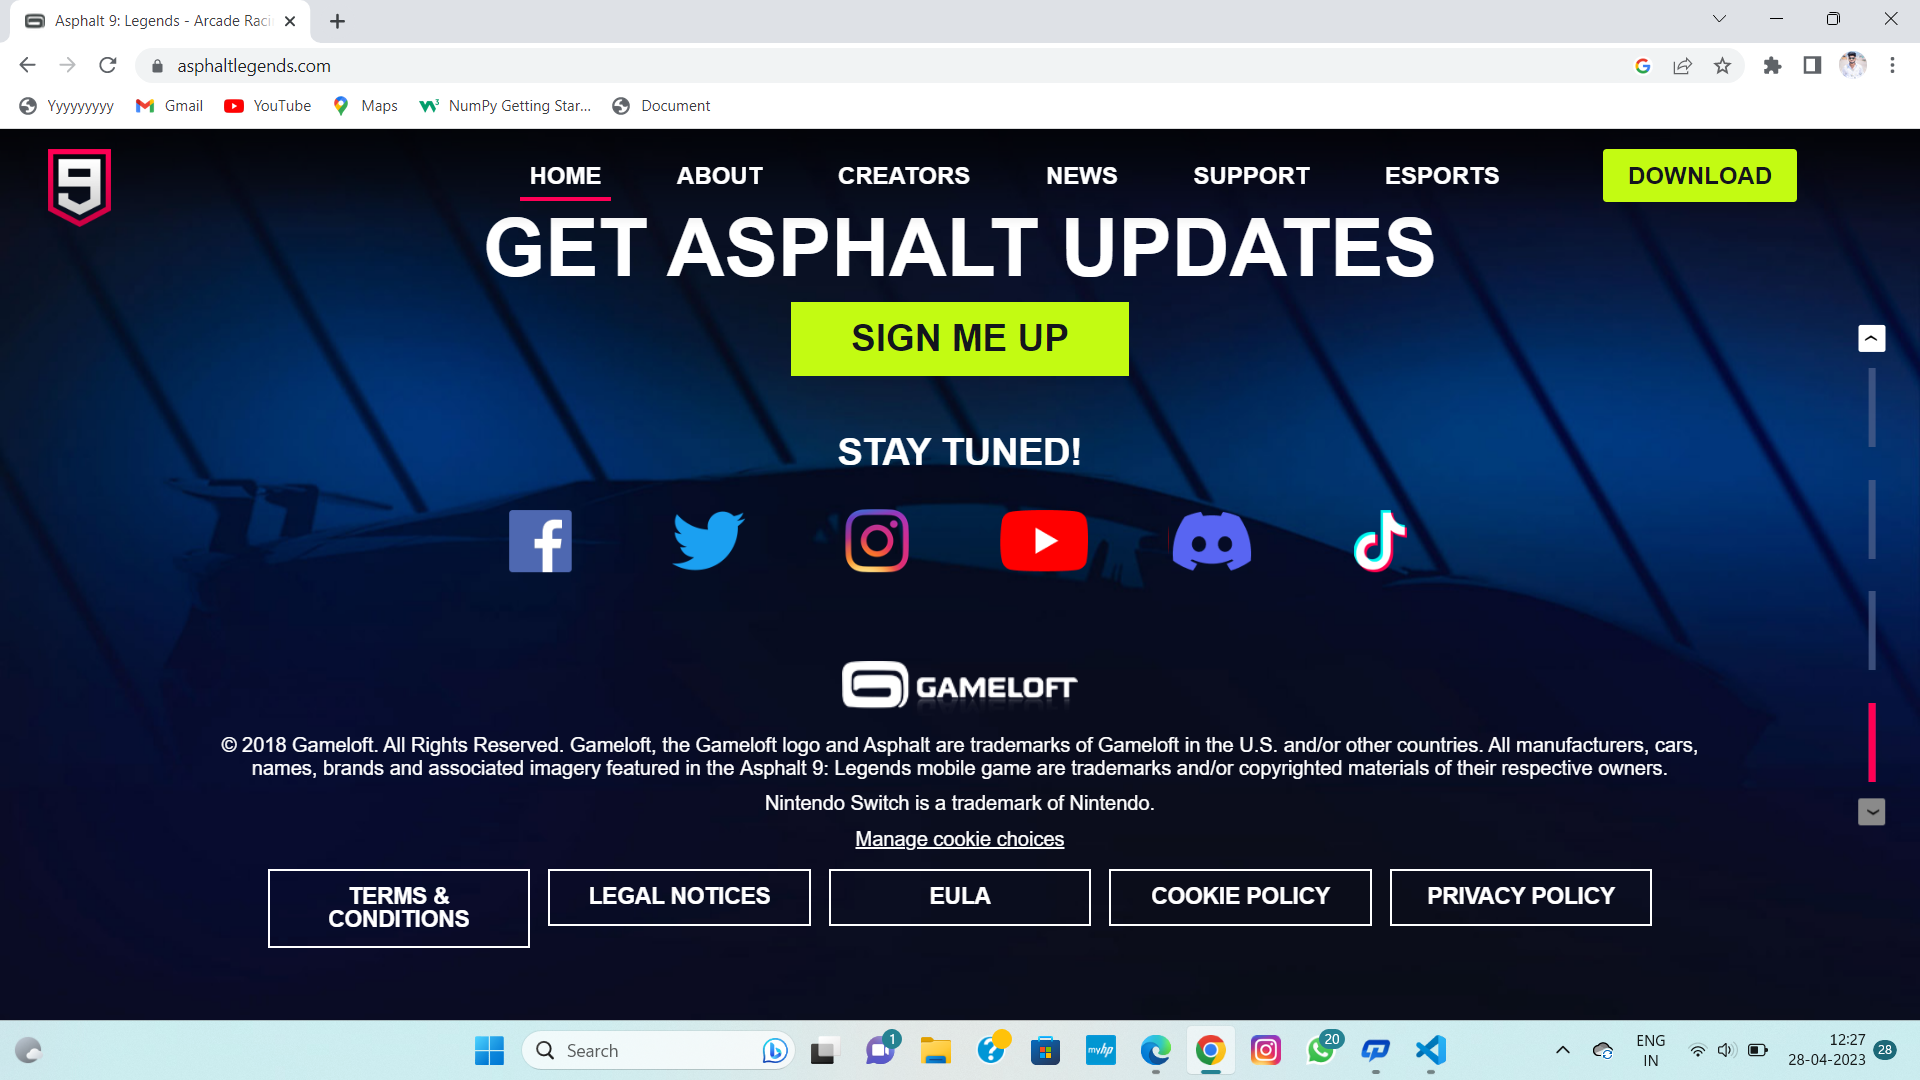 Asphalt 9: Legends - Arcade Raci
asphaltlegends.com
Yyyyyyyyy
Gmail
YouTube
Maps
NumPy Getting Star...
Document
9
HOME
ABOUT
CREATORS
NEWS
SUPPORT
ESPORTS
DOWNLOAD
GET ASPHALT UPDATES
SIGN ME UP
STAY TUNED!
GAMELOFT
© 2018 Gameloft. All Rights Reserved. Gameloft, the Gameloft logo and Asphalt are trademarks of Gameloft in the U.S. and/or other countries. All manufacturers, cars,
names, brands and associated imagery featured in the Asphalt 9: Legends mobile game are trademarks and/or copyrighted materials of their respective owners.
Nintendo Switch is a trademark of Nintendo.
Manage cookie choices
TERMS &
CONDITIONS
LEGAL NOTICES
EULA
COOKIE POLICY
PRIVACY POLICY
Search
1
myhp
20
ENG
IN
12:27
28-04-2023
28